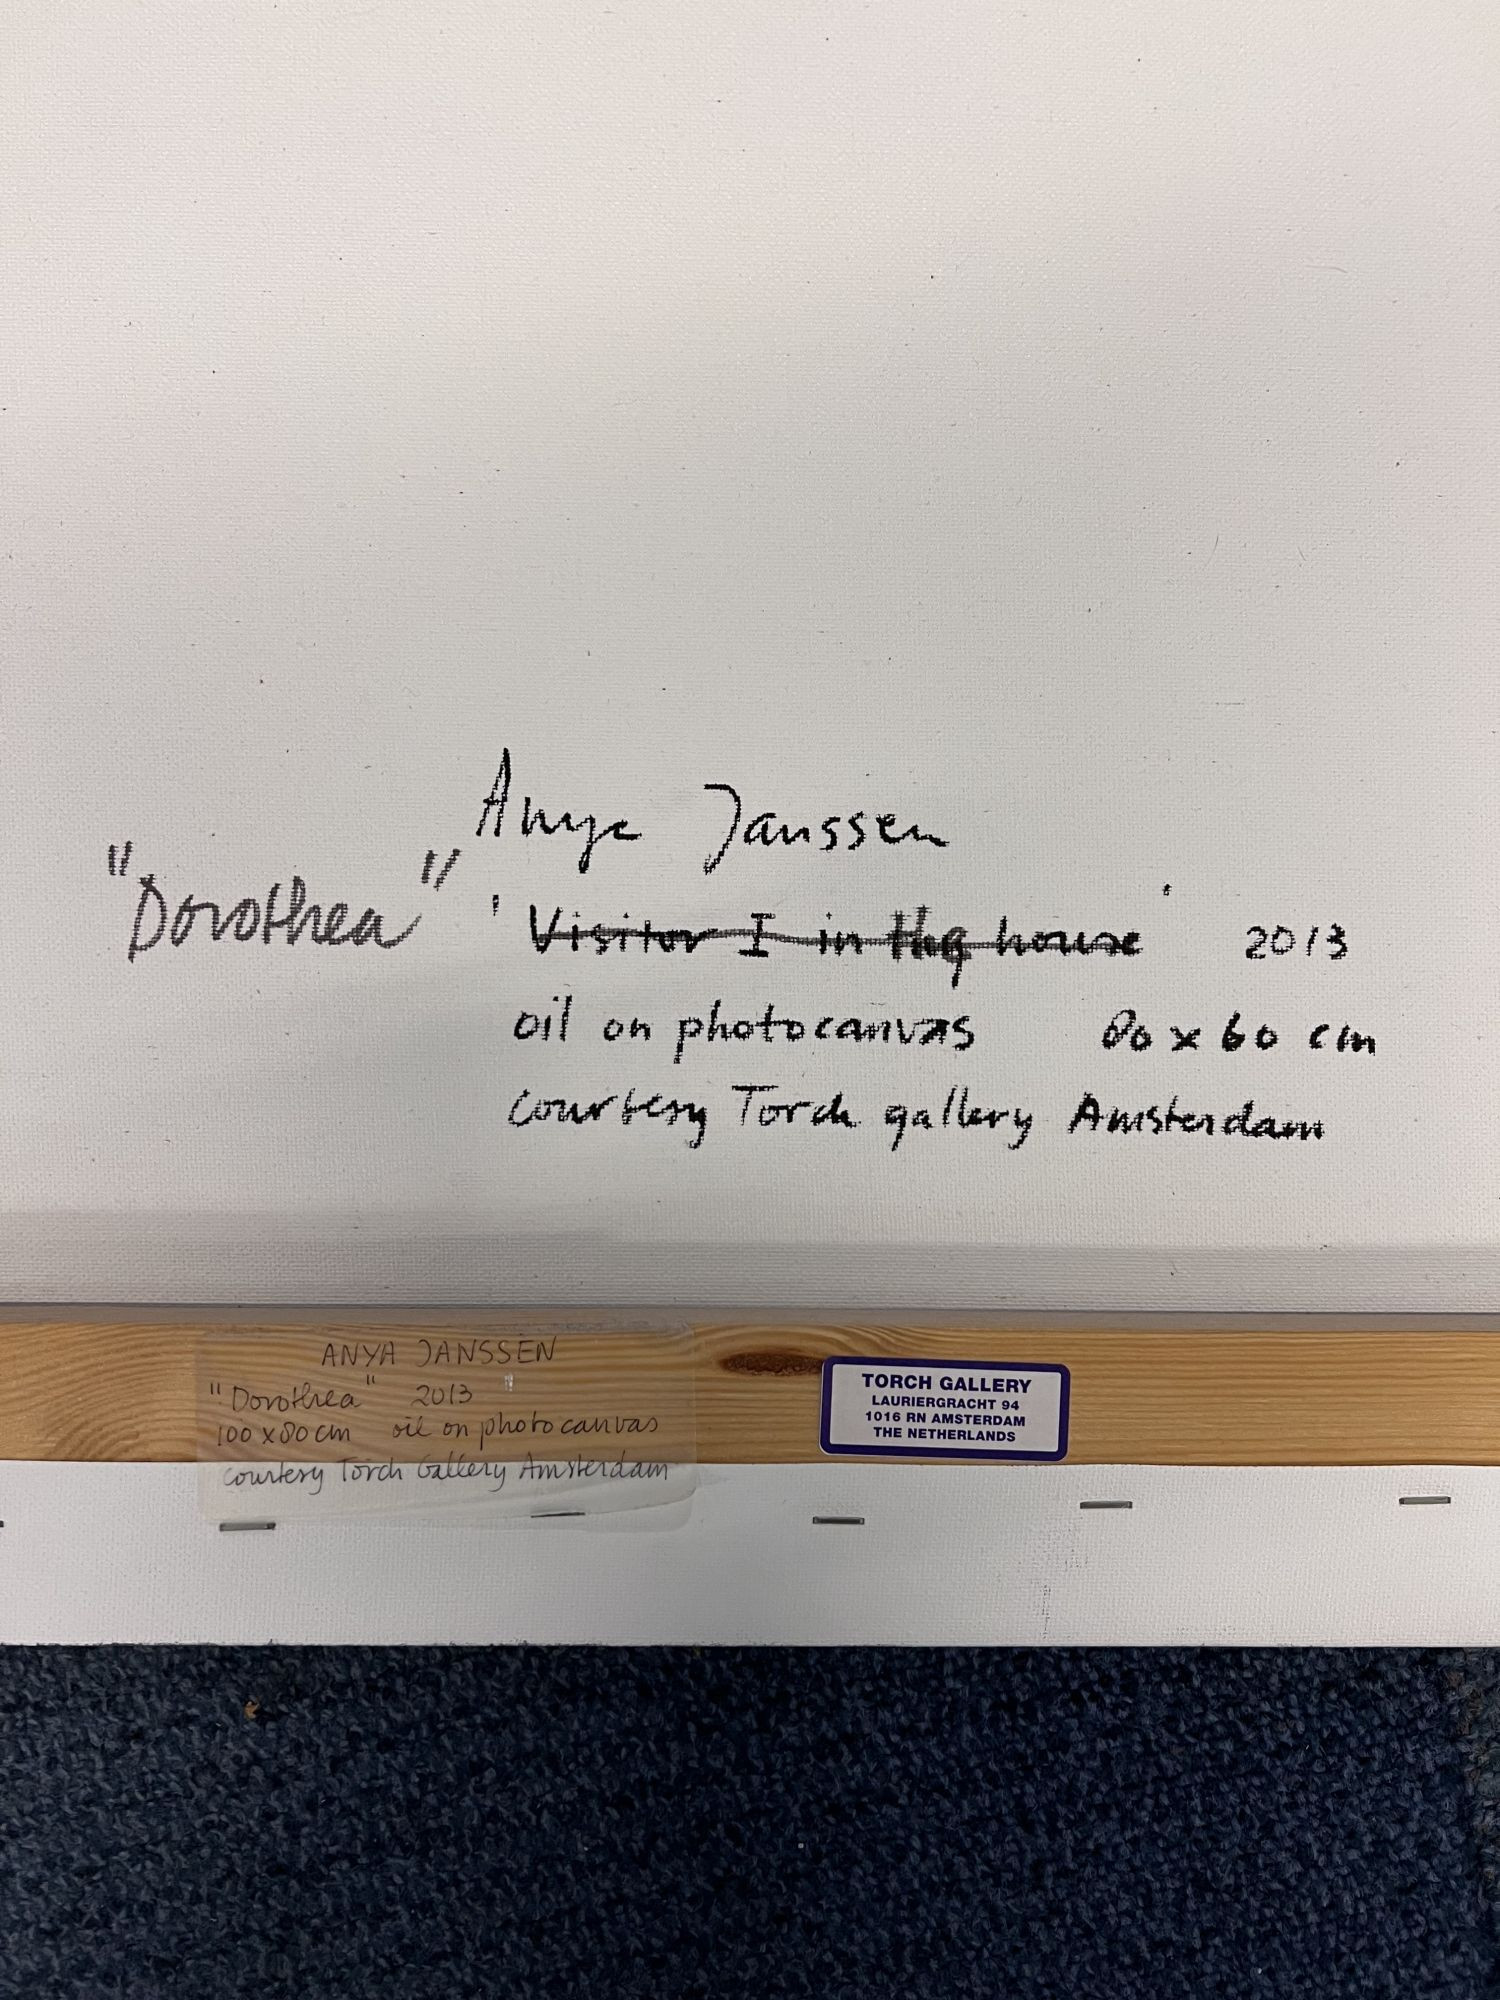 Anya Janssen
"Dorothea" ' Visitor I in the house ' 2013
oil on photocanvas 80 x 60 cm
courtesy Torch gallery Amsterdam
ANYA JANSSEN
"Dorothea" 2013
100 x 80 cm oil on photocanvas
courtesy Torch Gallery Amsterdam
TORCH GALLERY
LAURIERGRACHT 94
1016 RN AMSTERDAM
THE NETHERLANDS